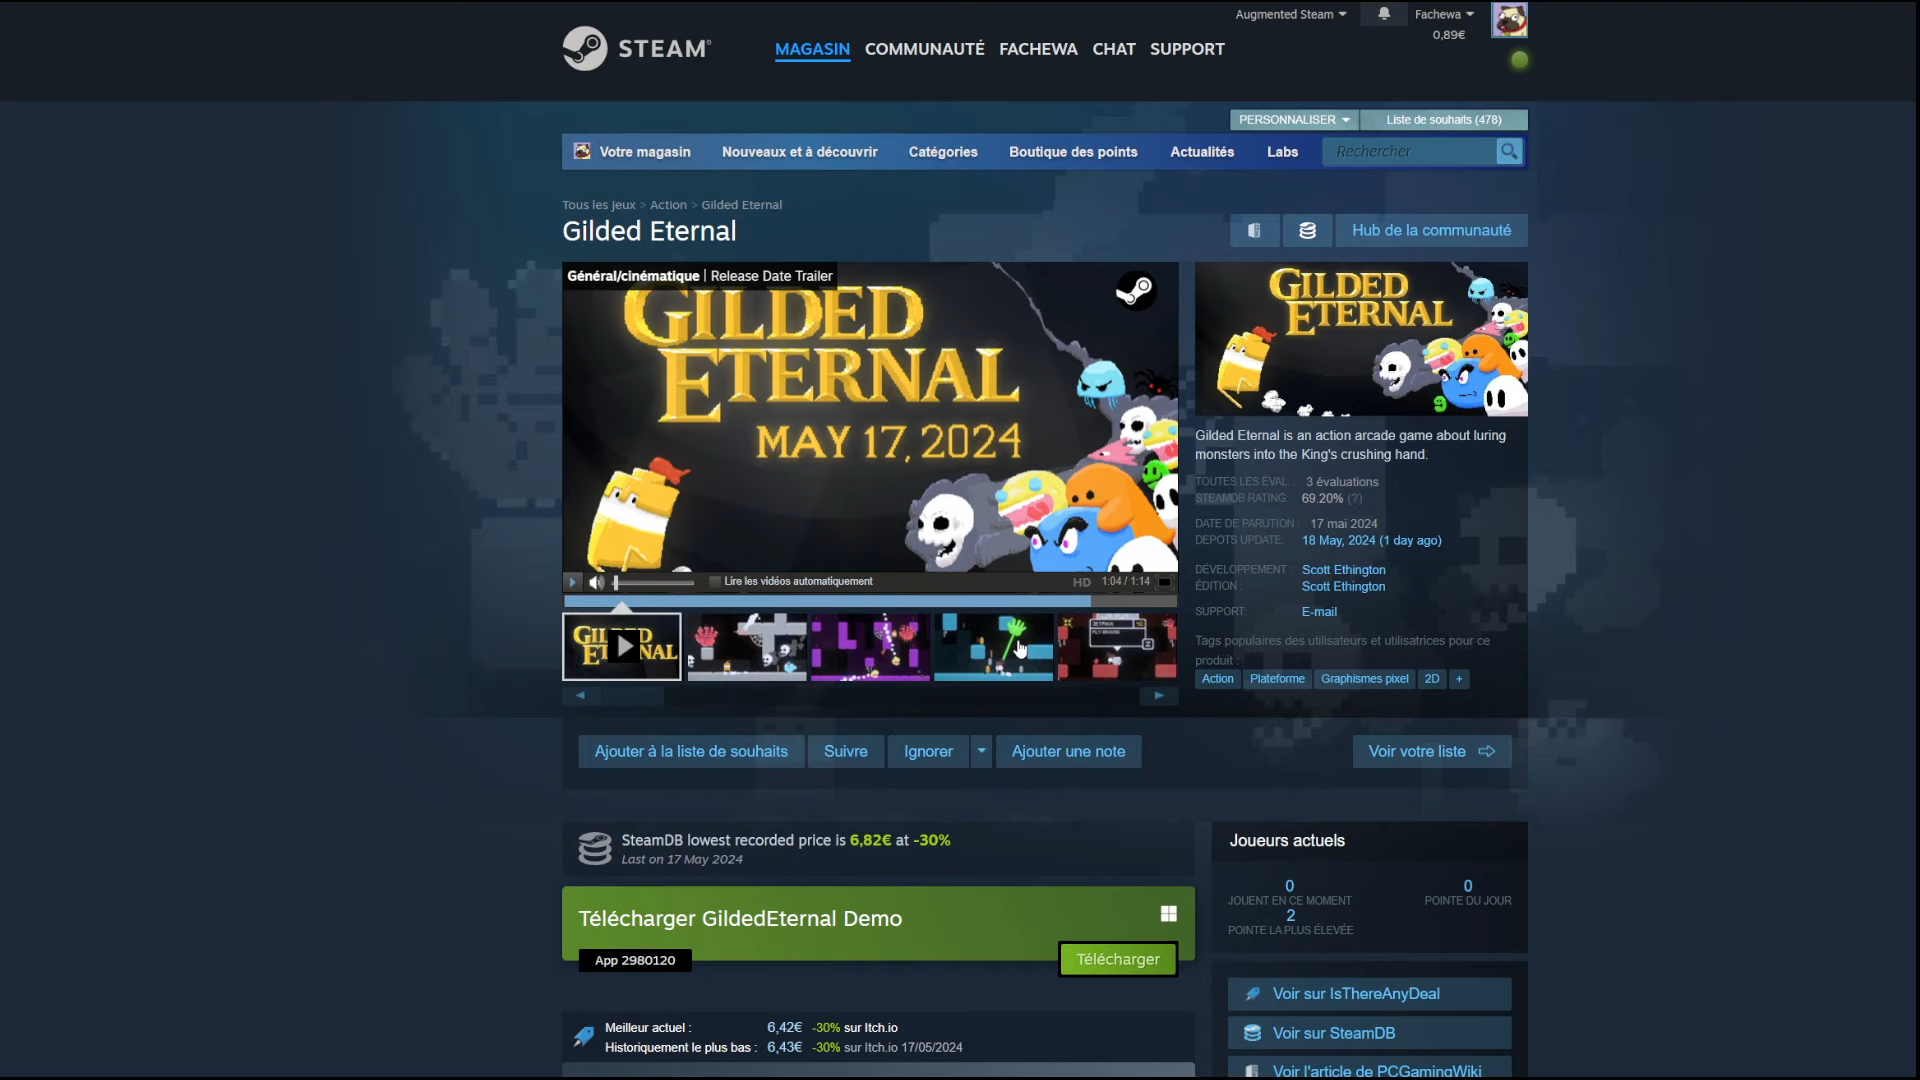 Augmented Steam
Fachewa
0,89€
STEAM
MAGASIN COMMUNAUTÉ FACHEWA CHAT SUPPORT
PERSONNALISER
Liste de souhaits (478)
Votre magasin Nouveaux et à découvrir Catégories Boutique des points Actualités Labs Rechercher
Tous les jeux > Action > Gilded Eternal
Gilded Eternal
Hub de la communauté
Général/cinématique | Release Date Trailer
GILDED
ETERNAL
MAY 17, 2024
Lire les vidéos automatiquement
HD 1:04 / 1:14
GILDED
ETERNAL
JETPACK
Gilded Eternal is an action arcade game about luring
monsters into the King's crushing hand.
TOUTES LES ÉVAL. : 3 évaluations
STEAMDB RATING: 69.20% (?)
DATE DE PARUTION : 17 mai 2024
DEPOTS UPDATE: 18 May, 2024 (1 day ago)
DÉVELOPPEMENT : Scott Ethington
ÉDITION : Scott Ethington
SUPPORT: E-mail
Tags populaires des utilisateurs et utilisatrices pour ce
produit :
Action Plateforme Graphismes pixel 2D +
Ajouter à la liste de souhaits Suivre Ignorer Ajouter une note Voir votre liste
SteamDB lowest recorded price is 6,82€ at -30%
Last on 17 May 2024
Télécharger GildedEternal Demo
App 2980120
Télécharger
Meilleur actuel : 6,42€ -30% sur Itch.io
Historiquement le plus bas : 6,43€ -30% sur Itch.io 17/05/2024
Joueurs actuels
0
JOUENT EN CE MOMENT
0
POINTE DU JOUR
2
POINTE LA PLUS ÉLEVÉE
Voir sur IsThereAnyDeal
Voir sur SteamDB
Voir l'article de PCGamingWiki